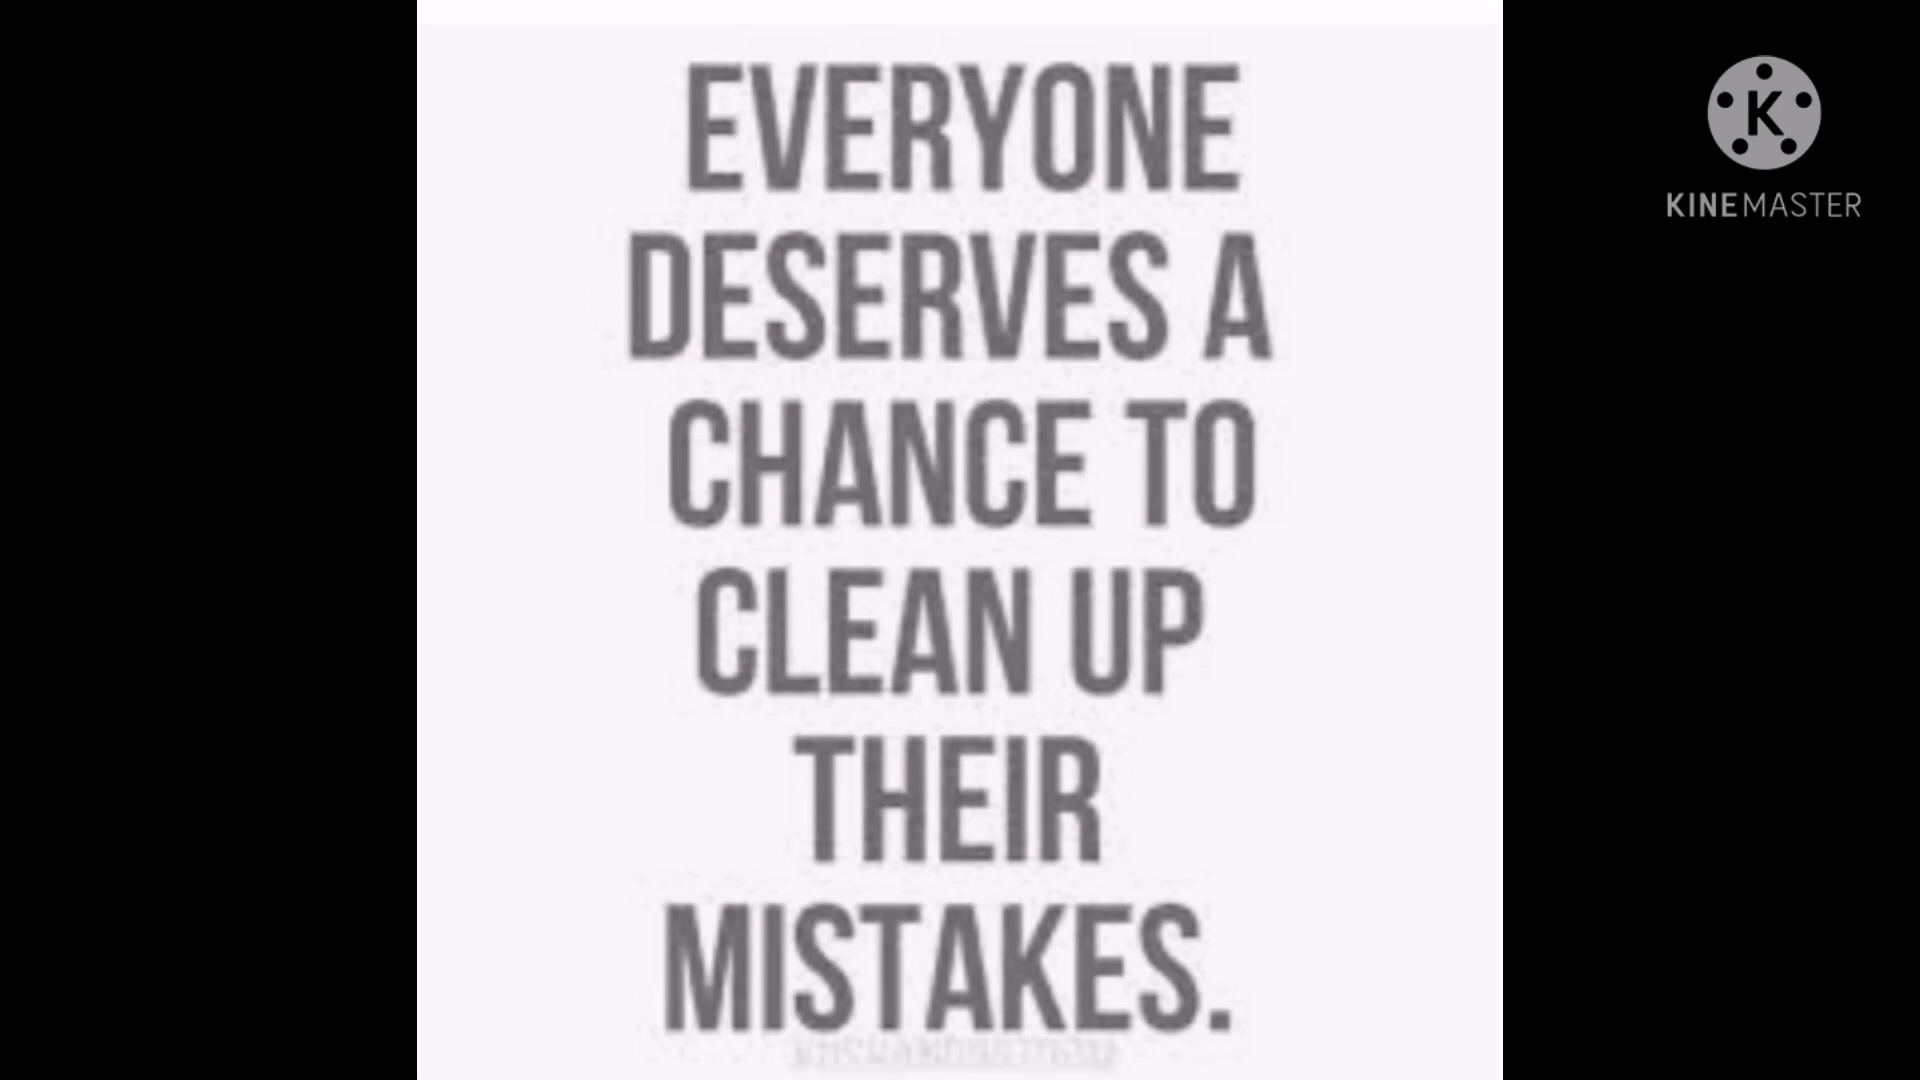 EVERYONE
DESERVES A
CHANCE TO
CLEAN UP
THEIR
MISTAKES.
KINEMASTER